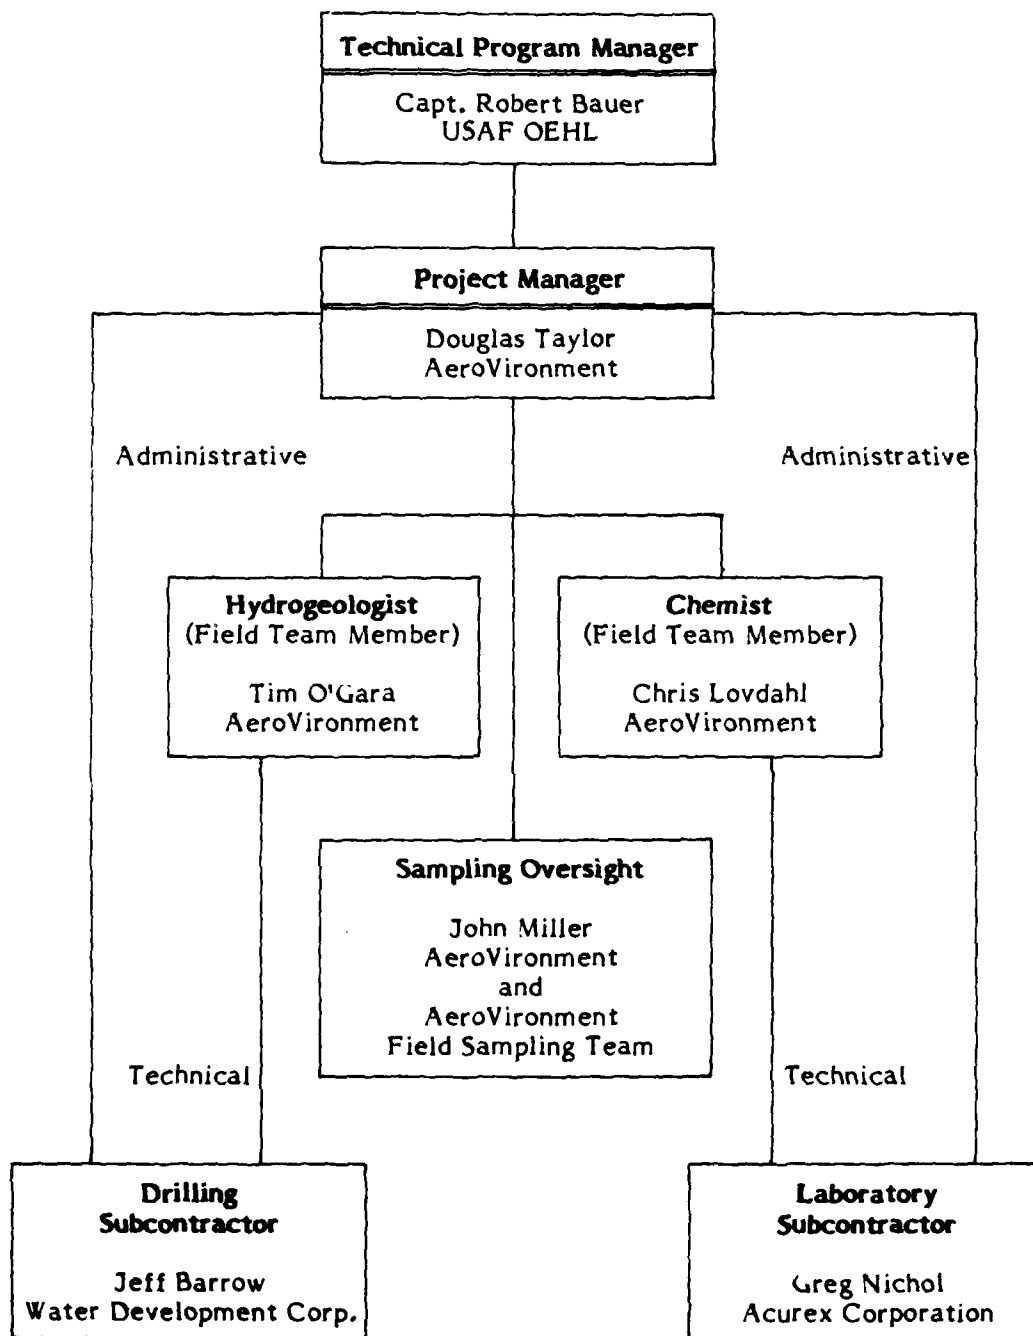 Technical Program Manager
Capt. Robert Bauer
USAF OEHL
Project Manager
Douglas Taylor
AeroVironment
Administrative
Administrative
Hydrogeologist
(Field Team Member)
Tim O'Gara
AeroVironment
Chemist
(Field Team Member)
Chris Lovdahl
AeroVironment
Sampling Oversight
John Miller
AeroVironment
and
AeroVironment
Field Sampling Team
Technical
Technical
Drilling
Subcontractor
Jeff Barrow
Water Development Corp.
Laboratory
Subcontractor
Greg Nichol
Acurex Corporation